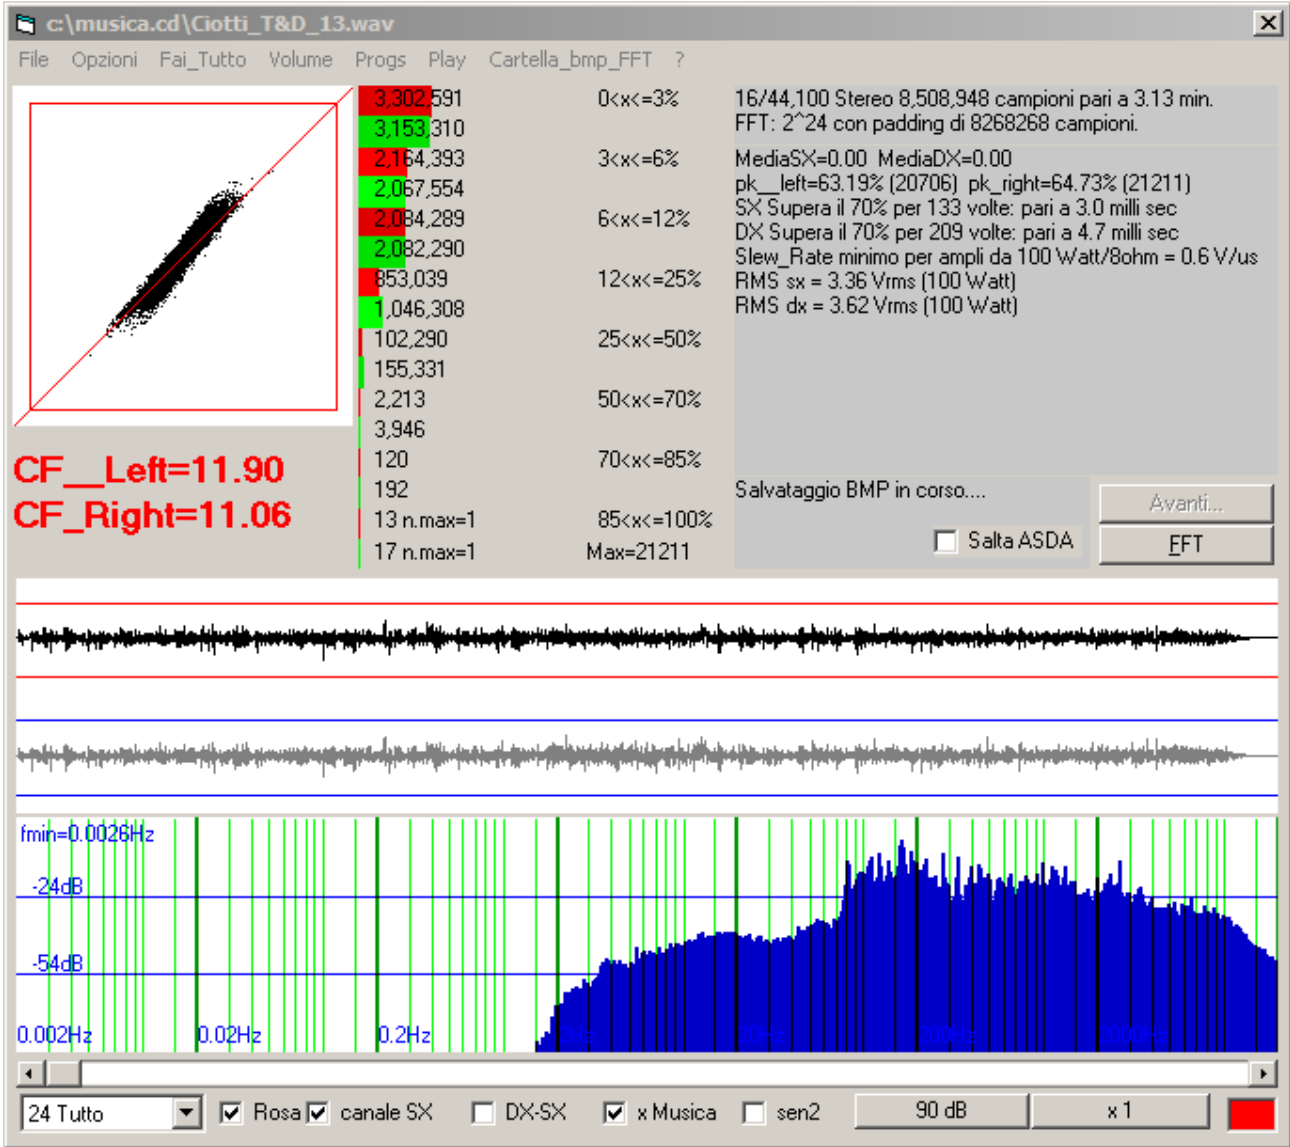 c:\musica.cd\Ciotti_T&D_13.wav
File Opzioni Fai_Tutto Volume Progs Play Cartella_bmp_FFT ?
3,302,591 0<x<=3%
3,153,310
2,164,393 3<x<=6%
2,067,554
2,084,289 6<x<=12%
2,082,290
853,039 12<x<=25%
1,046,308
102,290 25<x<=50%
155,331
2,213 50<x<=70%
3,946
120 70<x<=85%
192
13 n.max=1 85<x<=100%
17 n.max=1 Max=21211
16/44,100 Stereo 8,508,948 campioni pari a 3.13 min.
FFT: 2^24 con padding di 8268268 campioni.
MediaSX=0.00 MediaDX=0.00
pk__left=63.19% (20706) pk_right=64.73% (21211)
SX Supera il 70% per 133 volte: pari a 3.0 milli sec
DX Supera il 70% per 209 volte: pari a 4.7 milli sec
Slew_Rate minimo per ampli da 100 Watt/8ohm = 0.6 V/us
RMS sx = 3.36 Vrms (100 Watt)
RMS dx = 3.62 Vrms (100 Watt)
CF__Left=11.90
CF_Right=11.06
Salvataggio BMP in corso....
Salta ASDA
Avanti...
FFT
fmin=0.0026Hz
-24dB
-54dB
0.002Hz 0.02Hz 0.2Hz 2Hz 20Hz 200Hz 2000Hz
24 Tutto Rosa canale SX DX-SX x Musica sen2 90 dB x 1